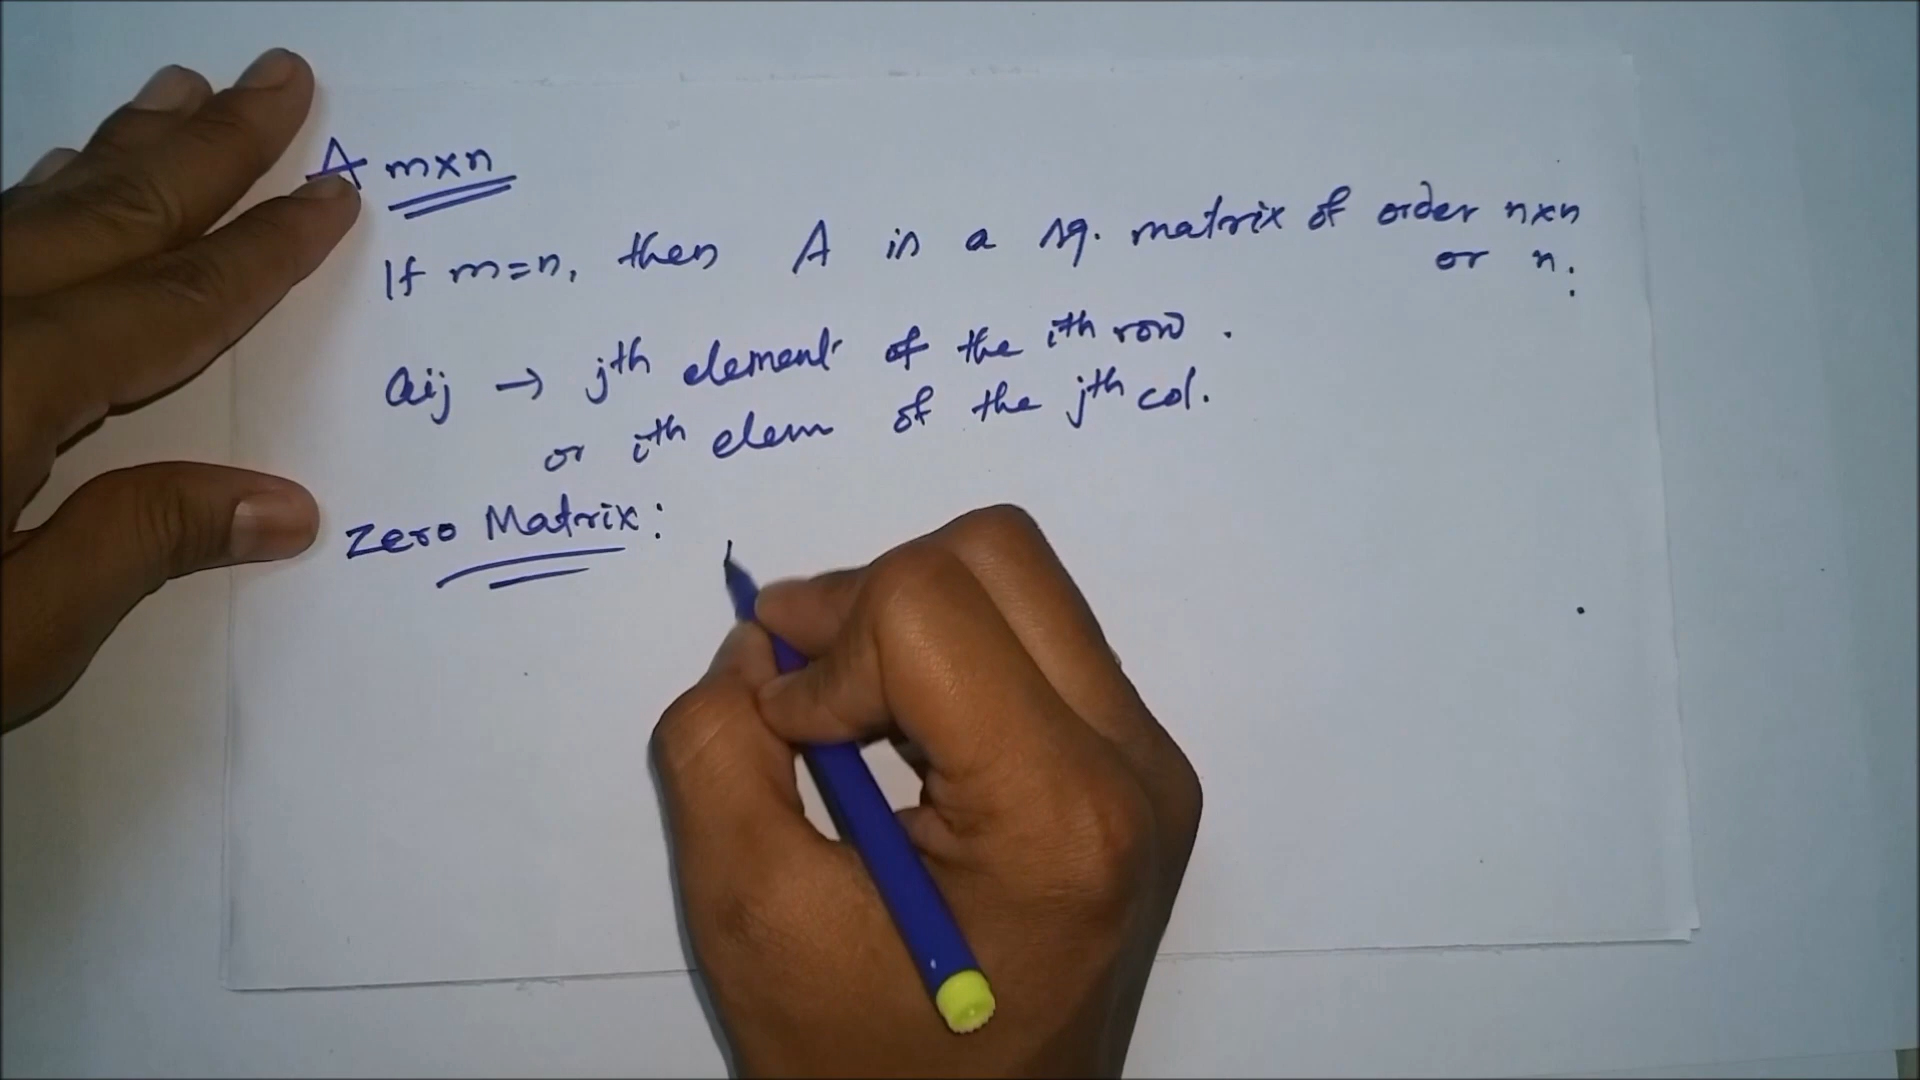 A m×n
If m=n, then A is a sq. matrix of order n×n
or n.
aij → jth element of the ith row.
or ith elem of the jth col.
Zero Matrix: